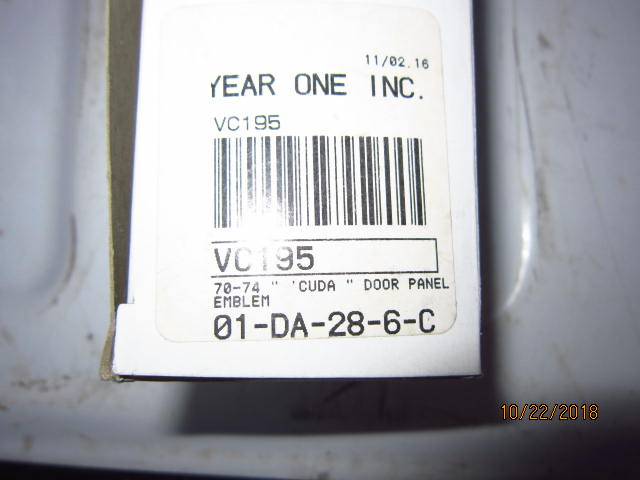 11/02.16
YEAR ONE INC.
VC195
VC195
70-74 " 'CUDA " DOOR PANEL
EMBLEM
01-DA-28-6-C
10/22/2018